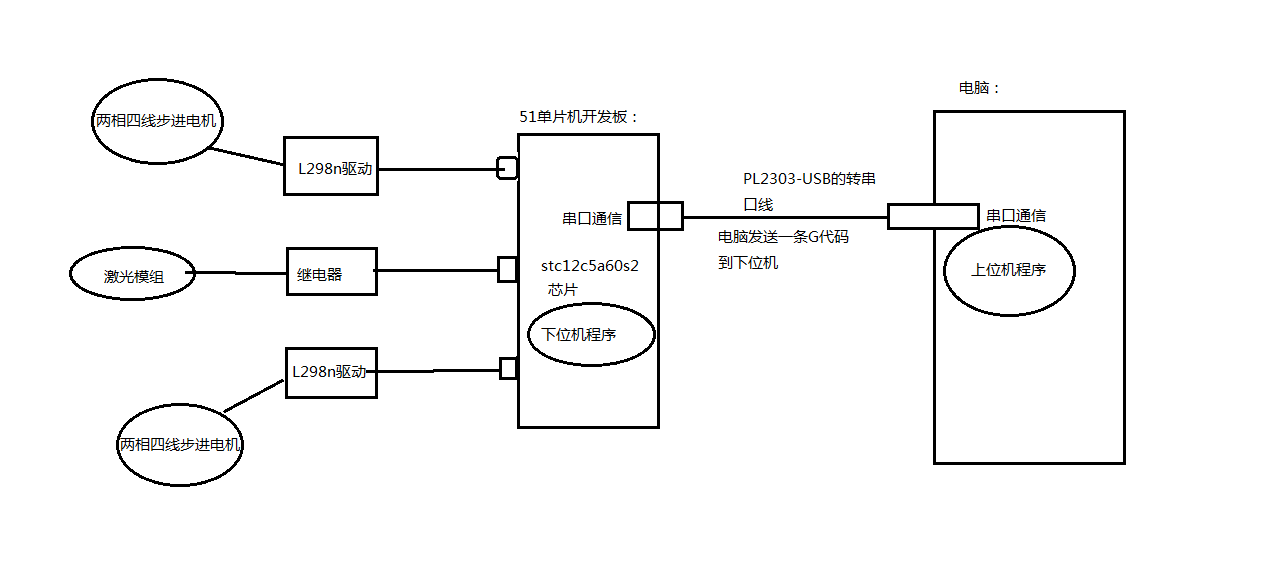 电脑：
51单片机开发板：
两相四线步进电机
L298n驱动
PL2303-USB的转串
口线
串口通信
串口通信
电脑发送一条G代码
到下位机
stc12c5a60s2
芯片
上位机程序
激光模组
继电器
下位机程序
L298n驱动
两相四线步进电机